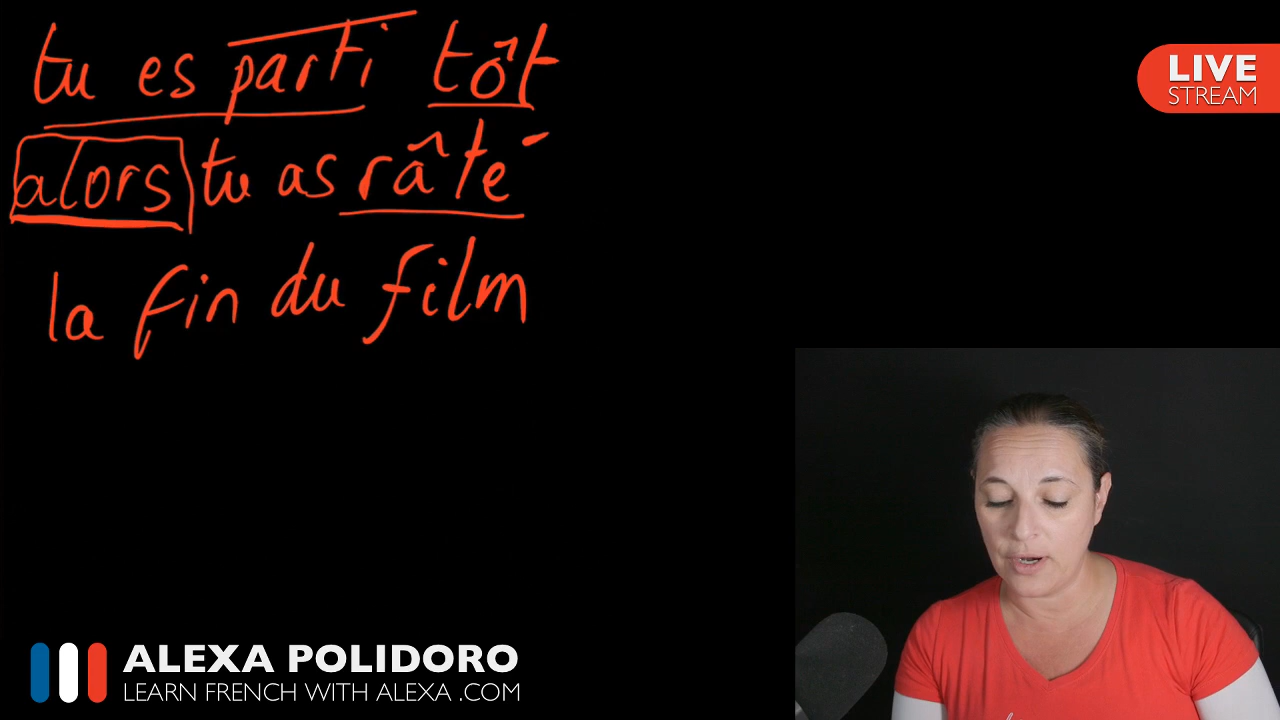 tu es parti tôt
alors tu as râté
la fin du film
LIVE
STREAM
ALEXA POLIDORO
LEARN FRENCH WITH ALEXA .COM